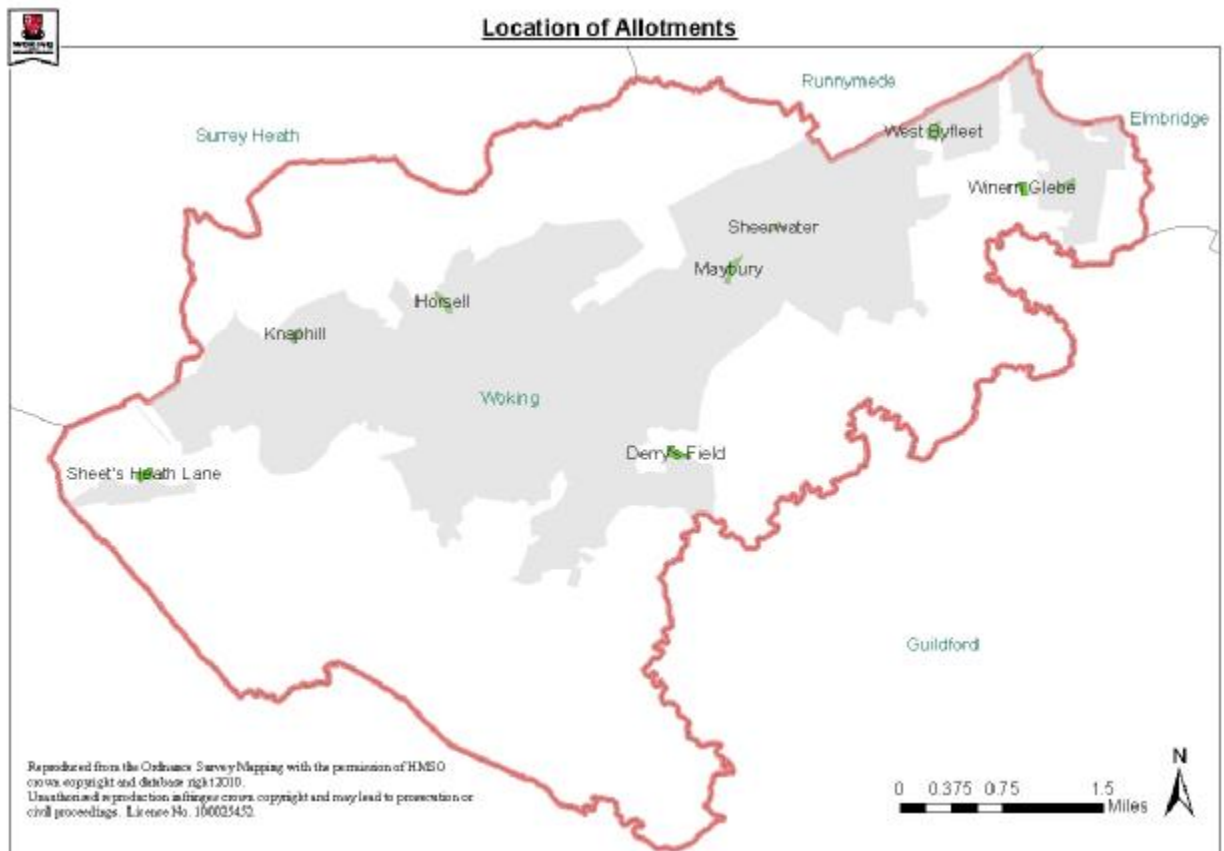 Location of Allotments
WOKING
Runnymede
Surrey Heath
Elmbridge
West Byfleet
Winern Glebe
Sheerwater
Maybury
Horsell
Knaphill
Woking
Derry's Field
Sheet's Heath Lane
Guildford
Reproduced from the Ordnance Survey Mapping with the permission of HMSO
crown copyright and database right 2010.
Unauthorised reproduction infringes crown copyright and may lead to prosecution or
civil proceedings. Licence No. 100025452.
N
0 0.375 0.75 1.5
Miles